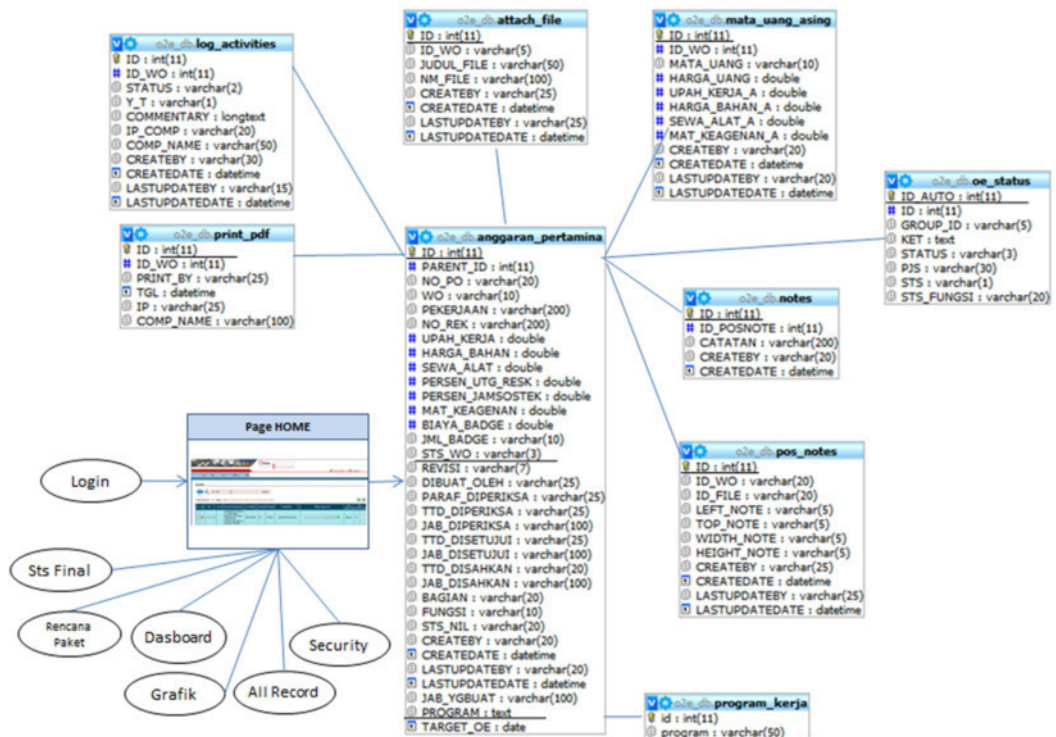 o2e_db.log_activities
ID : int(11)
ID_WO : int(11)
STATUS : varchar(2)
Y_T : varchar(1)
COMMENTARY : longtext
IP_COMP : varchar(20)
COMP_NAME : varchar(50)
CREATEBY : varchar(30)
CREATEDATE : datetime
LASTUPDATEBY : varchar(15)
LASTUPDATEDATE : datetime
o2e_db.attach_file
ID : int(11)
ID_WO : varchar(5)
JUDUL_FILE : varchar(50)
NM_FILE : varchar(100)
CREATEBY : varchar(25)
CREATEDATE : datetime
LASTUPDATEBY : varchar(25)
LASTUPDATEDATE : datetime
o2e_db.mata_uang_asing
ID : int(11)
ID_WO : int(11)
MATA_UANG : varchar(10)
HARGA_UANG : double
UPAH_KERJA_A : double
HARGA_BAHAN_A : double
SEWA_ALAT_A : double
MAT_KEAGENAN_A : double
CREATEBY : varchar(20)
CREATEDATE : datetime
LASTUPDATEBY : varchar(20)
LASTUPDATEDATE : datetime
o2e_db.oe_status
ID_AUTO : int(11)
ID : int(11)
GROUP_ID : varchar(5)
KET : text
STATUS : varchar(3)
PJS : varchar(30)
STS : varchar(1)
STS_FUNGSI : varchar(20)
o2e_db.print_pdf
ID : int(11)
ID_WO : int(11)
PRINT_BY : varchar(25)
TGL : datetime
IP : varchar(25)
COMP_NAME : varchar(100)
o2e_db.anggaran_pertamina
ID : int(11)
PARENT_ID : int(11)
NO_PO : varchar(20)
WO : varchar(10)
PEKERJAAN : varchar(200)
NO_REK : varchar(200)
UPAH_KERJA : double
HARGA_BAHAN : double
SEWA_ALAT : double
PERSEN_UTG_RESK : double
PERSEN_JAMSOSTEK : double
MAT_KEAGENAN : double
BIAYA_BADGE : double
JML_BADGE : varchar(10)
STS_WO : varchar(3)
REVISI : varchar(7)
DIBUAT_OLEH : varchar(25)
PARAF_DIPERIKSA : varchar(25)
TTD_DIPERIKSA : varchar(25)
JAB_DIPERIKSA : varchar(100)
TTD_DISETUJUI : varchar(25)
JAB_DISETUJUI : varchar(100)
TTD_DISAHKAN : varchar(20)
JAB_DISAHKAN : varchar(100)
BAGIAN : varchar(20)
FUNGSI : varchar(10)
STS_NIL : varchar(20)
CREATEBY : varchar(20)
CREATEDATE : datetime
LASTUPDATEBY : varchar(20)
LASTUPDATEDATE : datetime
JAB_YGBUAT : varchar(100)
PROGRAM : text
TARGET_OE : date
o2e_db.notes
ID : int(11)
ID_POSNOTE : int(11)
CATATAN : varchar(200)
CREATEBY : varchar(20)
CREATEDATE : datetime
o2e_db.pos_notes
ID : int(11)
ID_WO : varchar(20)
ID_FILE : varchar(20)
LEFT_NOTE : varchar(5)
TOP_NOTE : varchar(5)
WIDTH_NOTE : varchar(5)
HEIGHT_NOTE : varchar(5)
CREATEBY : varchar(25)
CREATEDATE : datetime
LASTUPDATEBY : varchar(25)
LASTUPDATEDATE : datetime
o2e_db.program_kerja
id : int(11)
program : varchar(50)
Page HOME
Login
Sts Final
Rencana
Paket
Dasboard
Grafik
All Record
Security